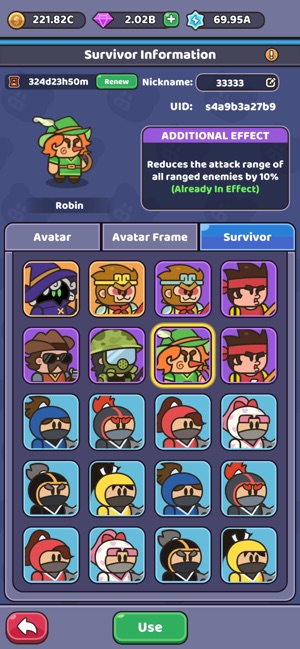 221.82C
2.02B
69.95A
Survivor Information
324d23h50m
Renew
Nickname:
33333
UID: s4a9b3a27b9
ADDITIONAL EFFECT
Reduces the attack range of
all ranged enemies by 10%
(Already In Effect)
Robin
Avatar
Avatar Frame
Survivor
Use